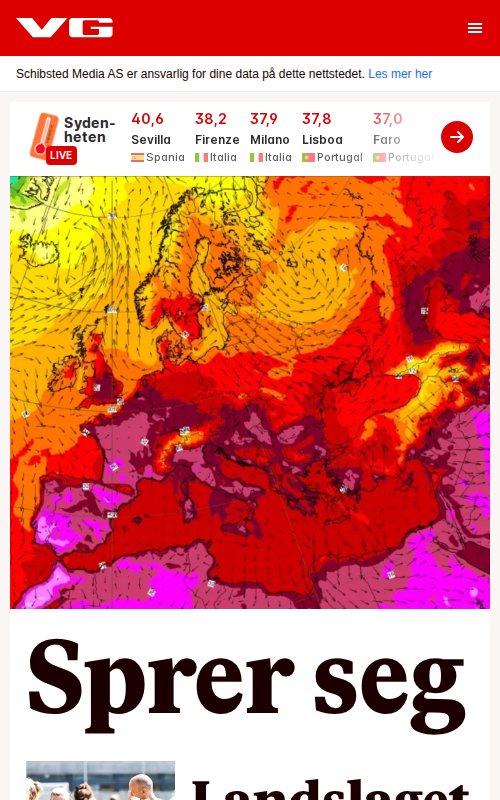 VG
Schibsted Media AS er ansvarlig for dine data på dette nettstedet. Les mer her
Syden-
heten
LIVE
40,6 38,2 37,9 37,8 37,0
Sevilla Firenze Milano Lisboa Faro
Spania Italia Italia Portugal Portugal
Sprer seg
Landslaget